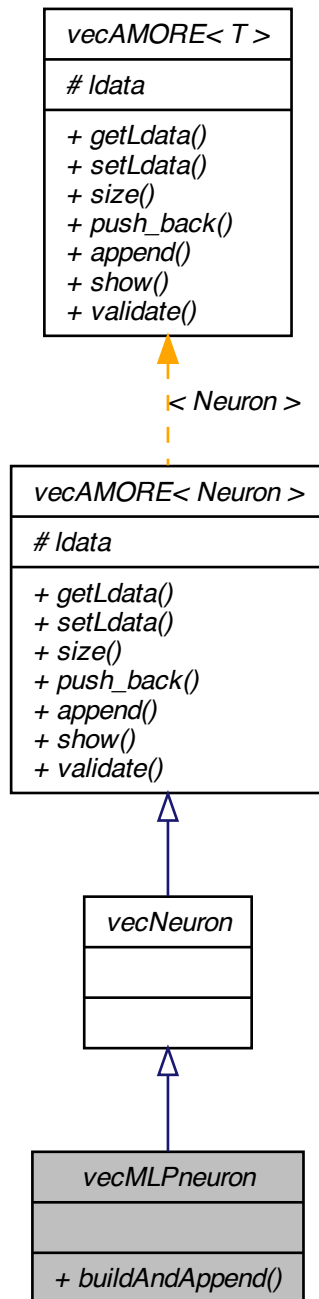 vecAMORE< T >
# ldata
+ getLdata()
+ setLdata()
+ size()
+ push_back()
+ append()
+ show()
+ validate()
< Neuron >
vecAMORE< Neuron >
# ldata
+ getLdata()
+ setLdata()
+ size()
+ push_back()
+ append()
+ show()
+ validate()
vecNeuron
vecMLPneuron
+ buildAndAppend()